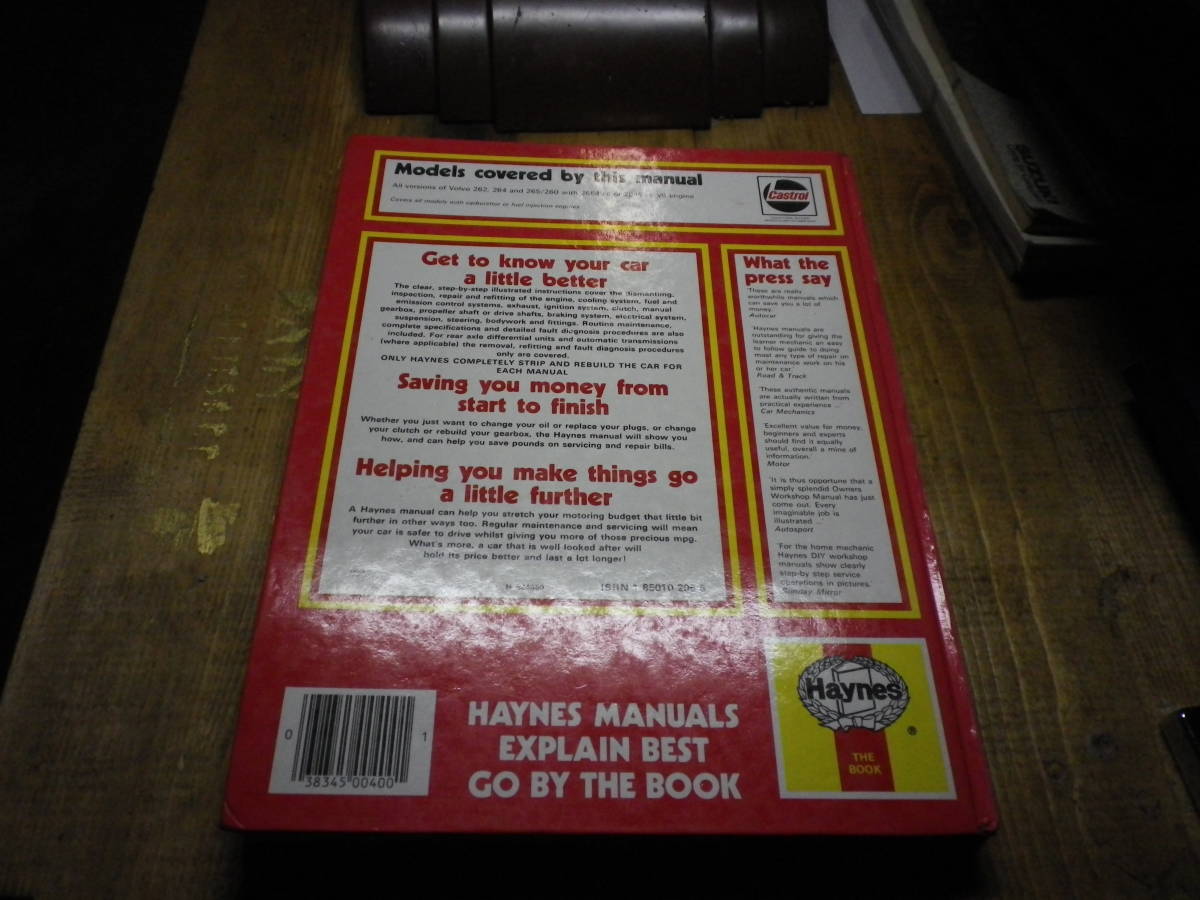 Models covered by this manual
All versions of Volvo 262, 264 and 265/260 with
Covers all models with carburettor or fuel injection engines
Castrol
Get to know your car
a little better
The clear, step-by-step illustrated instructions cover the dismantling,
inspection, repair and refitting of the engine, cooling system, fuel and
emission control systems, exhaust, ignition system, clutch, manual
gearbox, propeller shaft or drive shafts, braking system, electrical system,
suspension, steering, bodywork and fittings. Routine maintenance,
complete specifications and detailed fault diagnosis procedures are also
included. For rear axle differential units and automatic transmissions
(where applicable) the removal, refitting and fault diagnosis procedures
only are covered.
ONLY HAYNES COMPLETELY STRIP AND REBUILD THE CAR FOR
EACH MANUAL
Saving you money from
start to finish
Whether you just want to change your oil or replace your plugs, or change
your clutch or rebuild your gearbox, the Haynes manual will show you
how, and can help you save pounds on servicing and repair bills.
Helping you make things go
a little further
A Haynes manual can help you stretch your motoring budget that little bit
further in other ways too. Regular maintenance and servicing will mean
your car is safer to drive whilst giving you more of those precious mpg.
What's more, a car that is well looked after will
hold its price better and last a lot longer!
ISBN 85010
What the
press say
'These are really
worthwhile manuals which
can save you a lot of
money.'
Autocar
'Haynes manuals are
outstanding for giving the
learner mechanic an easy
to follow guide to doing
most any type of repair or
maintenance work on his
or her car.'
Road & Track
'These authentic manuals
are actually written from
practical experience ...'
Car Mechanics
'Excellent value for money,
beginners and experts
should find it equally
useful, overall a mine of
information.'
Motor
'It is thus opportune that a
simply splendid Owners
Workshop Manual has just
come out. Every
imaginable job is
illustrated ...'
Autosport
'For the home mechanic
Haynes DIY workshop
manuals show clearly
step-by-step service
operations in pictures.'
Sunday Mirror
0 38345 00400 1
HAYNES MANUALS
EXPLAIN BEST
GO BY THE BOOK
Haynes
®
THE
BOOK